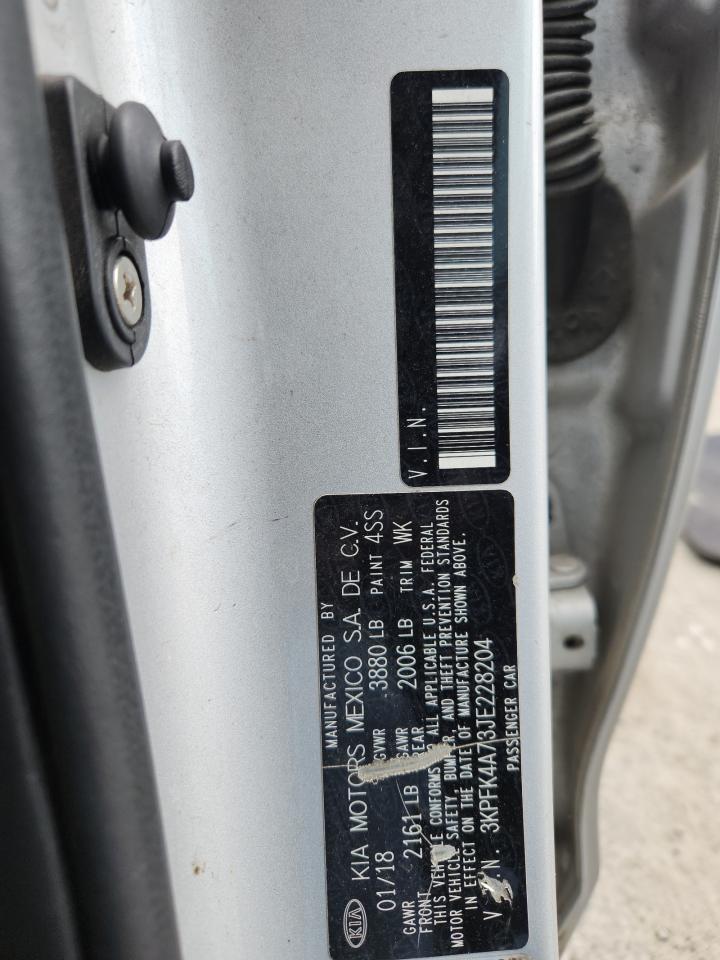 V.I.N.
MANUFACTURED BY
KIA KIA MOTORS MEXICO S.A. DE C.V.
01/18 GVWR 3880 LB PAINT 4SS
GAWR FRONT 2161 LB GAWR REAR 2006 LB TRIM WK
THIS VEHICLE CONFORMS TO ALL APPLICABLE U.S.A. FEDERAL
MOTOR VEHICLE SAFETY, BUMPER, AND THEFT PREVENTION STANDARDS
IN EFFECT ON THE DATE OF MANUFACTURE SHOWN ABOVE.
V.I.N. 3KPFK4A73JE228204
PASSENGER CAR